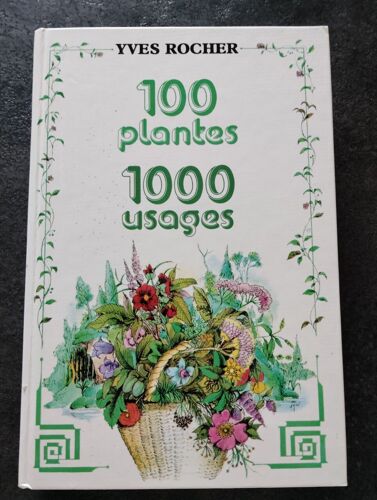 YVES ROCHER
100
plantes
1000
usages